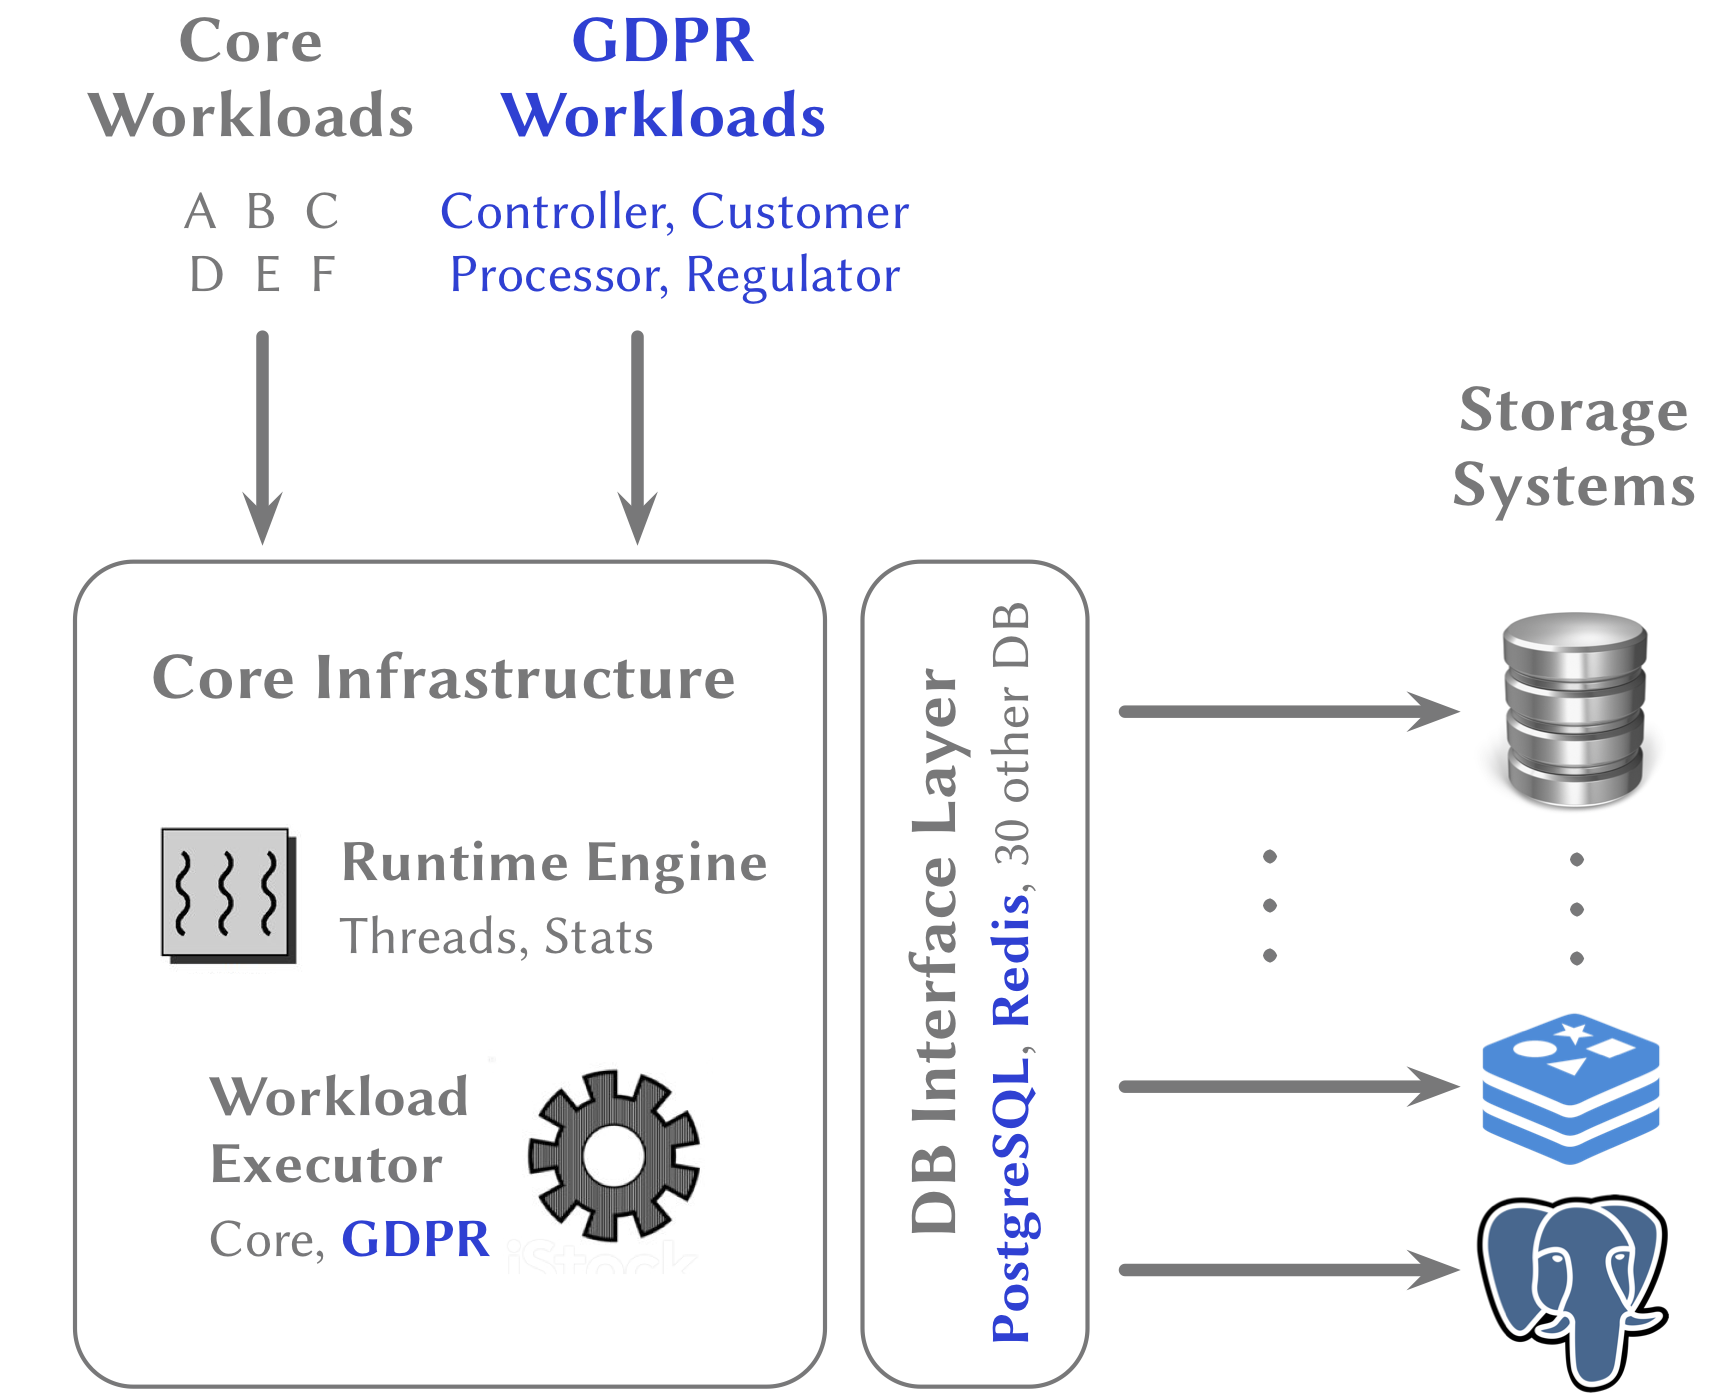 Core
Workloads
A B C
D E F
GDPR
Workloads
Controller, Customer
Processor, Regulator
Storage
Systems
Core Infrastructure
Runtime Engine
Threads, Stats
Workload
Executor
Core, GDPR
iStock
DB Interface Layer
PostgreSQL, Redis, 30 other DB